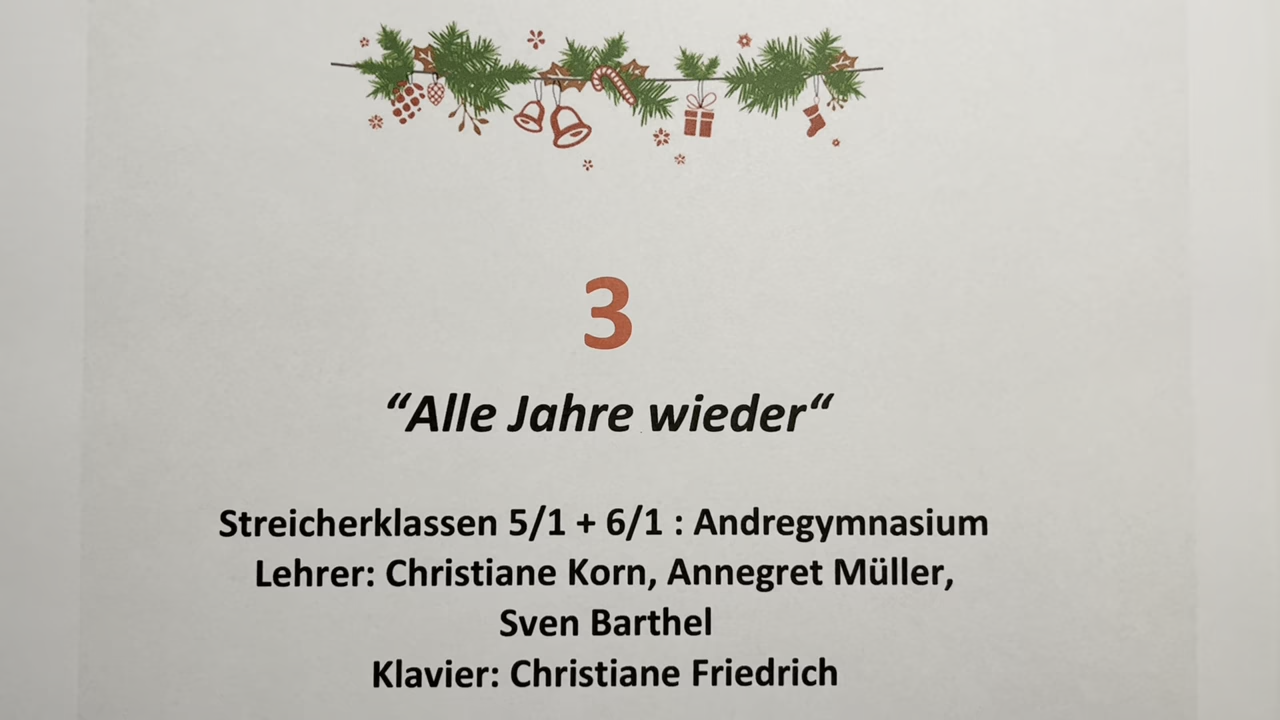 3
“Alle Jahre wieder“
Streicherklassen 5/1 + 6/1 : Andregymnasium
Lehrer: Christiane Korn, Annegret Müller,
Sven Barthel
Klavier: Christiane Friedrich